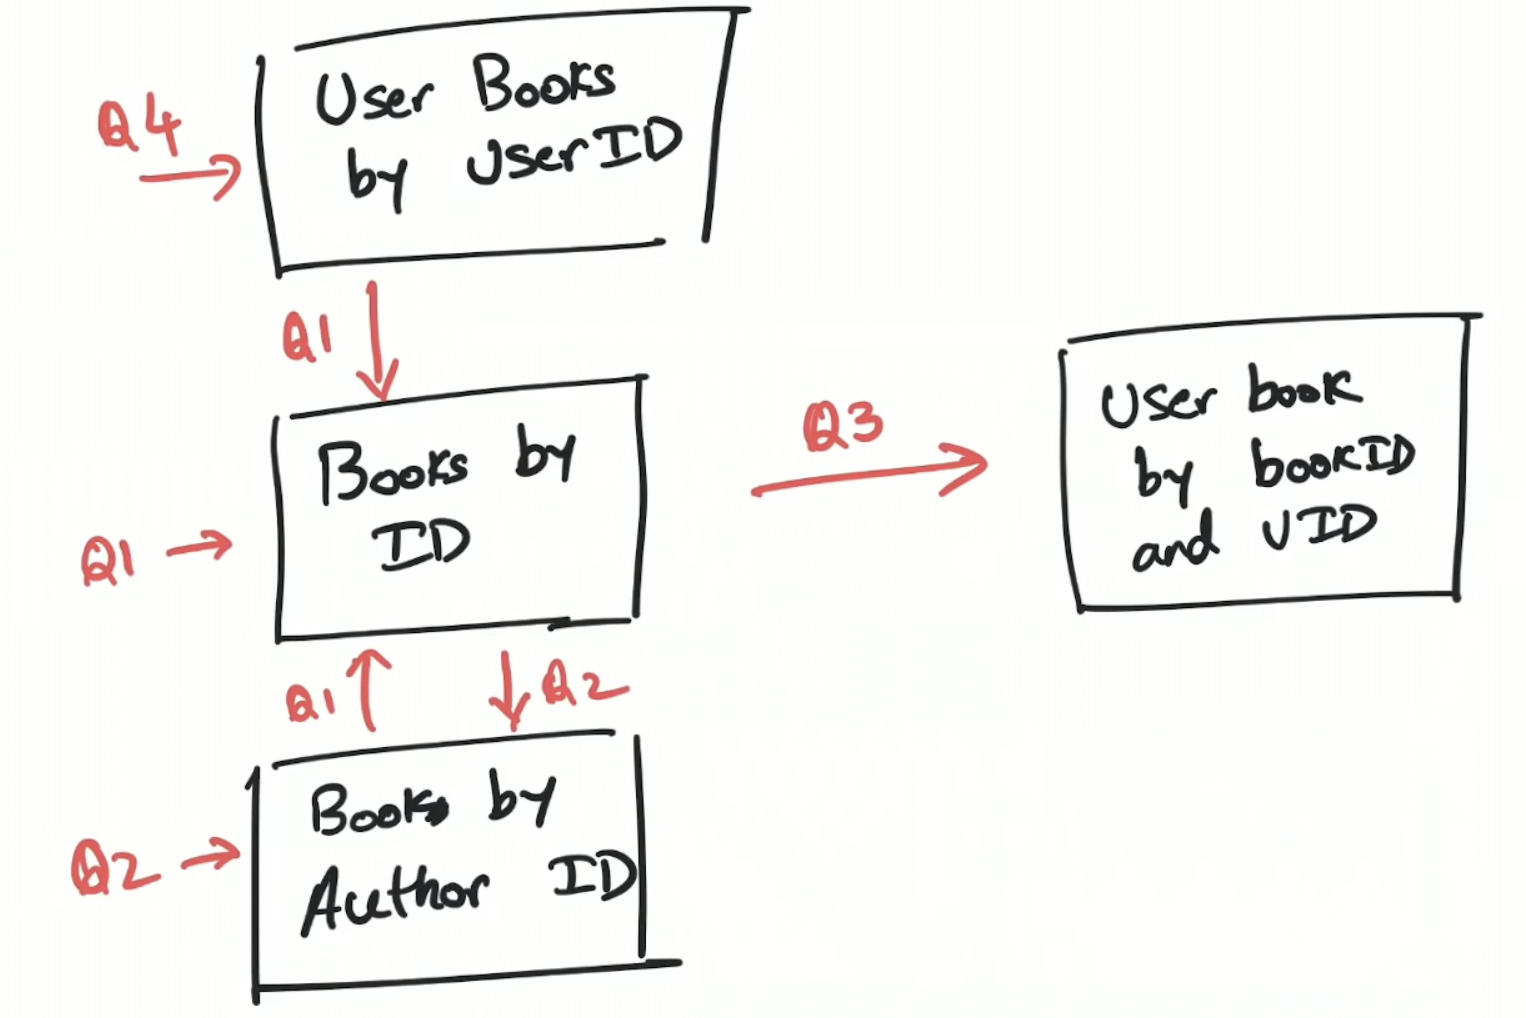 Q4
User Books
by UserID
Q1
Books by
ID
Q1
Q3
User book
by bookID
and UID
Q1
Q2
Books by
Author ID
Q2